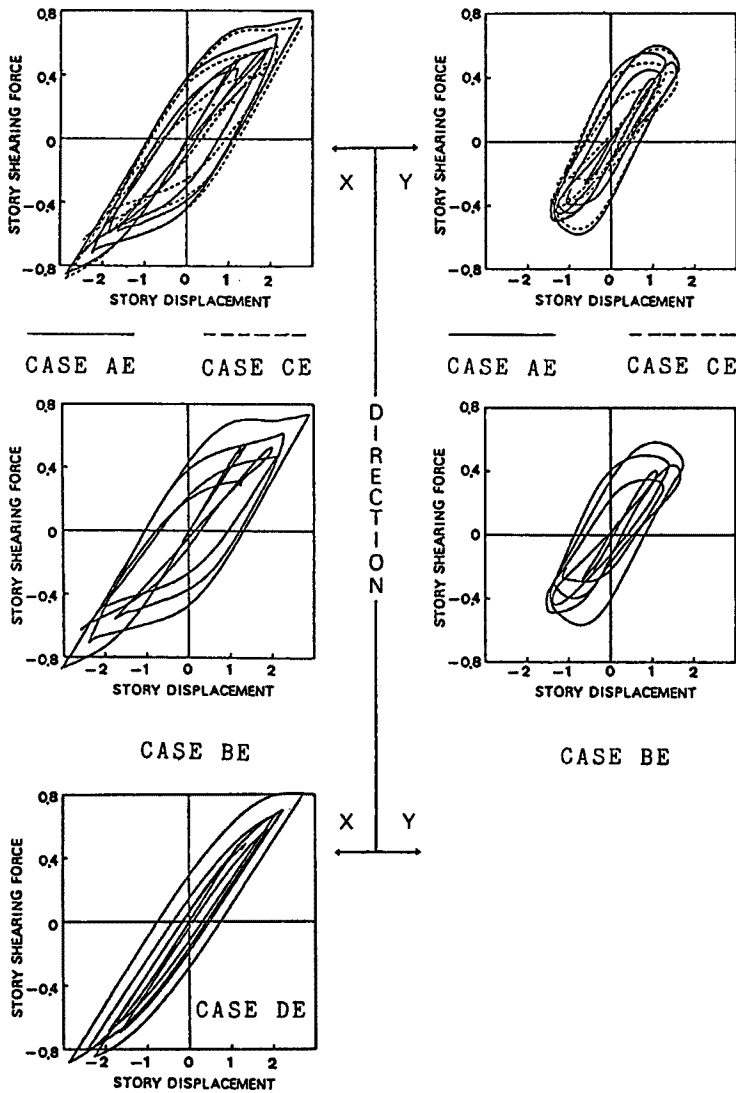 STORY SHEARING FORCE
0,8
0,4
0
−0,4
−0,8
−2 −1 0 1 2
STORY DISPLACEMENT
X Y
STORY SHEARING FORCE
0,8
0,4
0
−0,4
−0,8
−2 −1 0 1 2
STORY DISPLACEMENT
CASE AE CASE CE
CASE AE CASE CE
DIRECTION
STORY SHEARING FORCE
0,8
0,4
0
−0,4
−0,8
−2 −1 0 1 2
STORY DISPLACEMENT
CASE BE
STORY SHEARING FORCE
0,8
0,4
0
−0,4
−0,8
−2 −1 0 1 2
STORY DISPLACEMENT
CASE BE
STORY SHEARING FORCE
0,8
0,4
0
−0,4
−0,8
CASE DE
−2 −1 0 1 2
STORY DISPLACEMENT
X Y